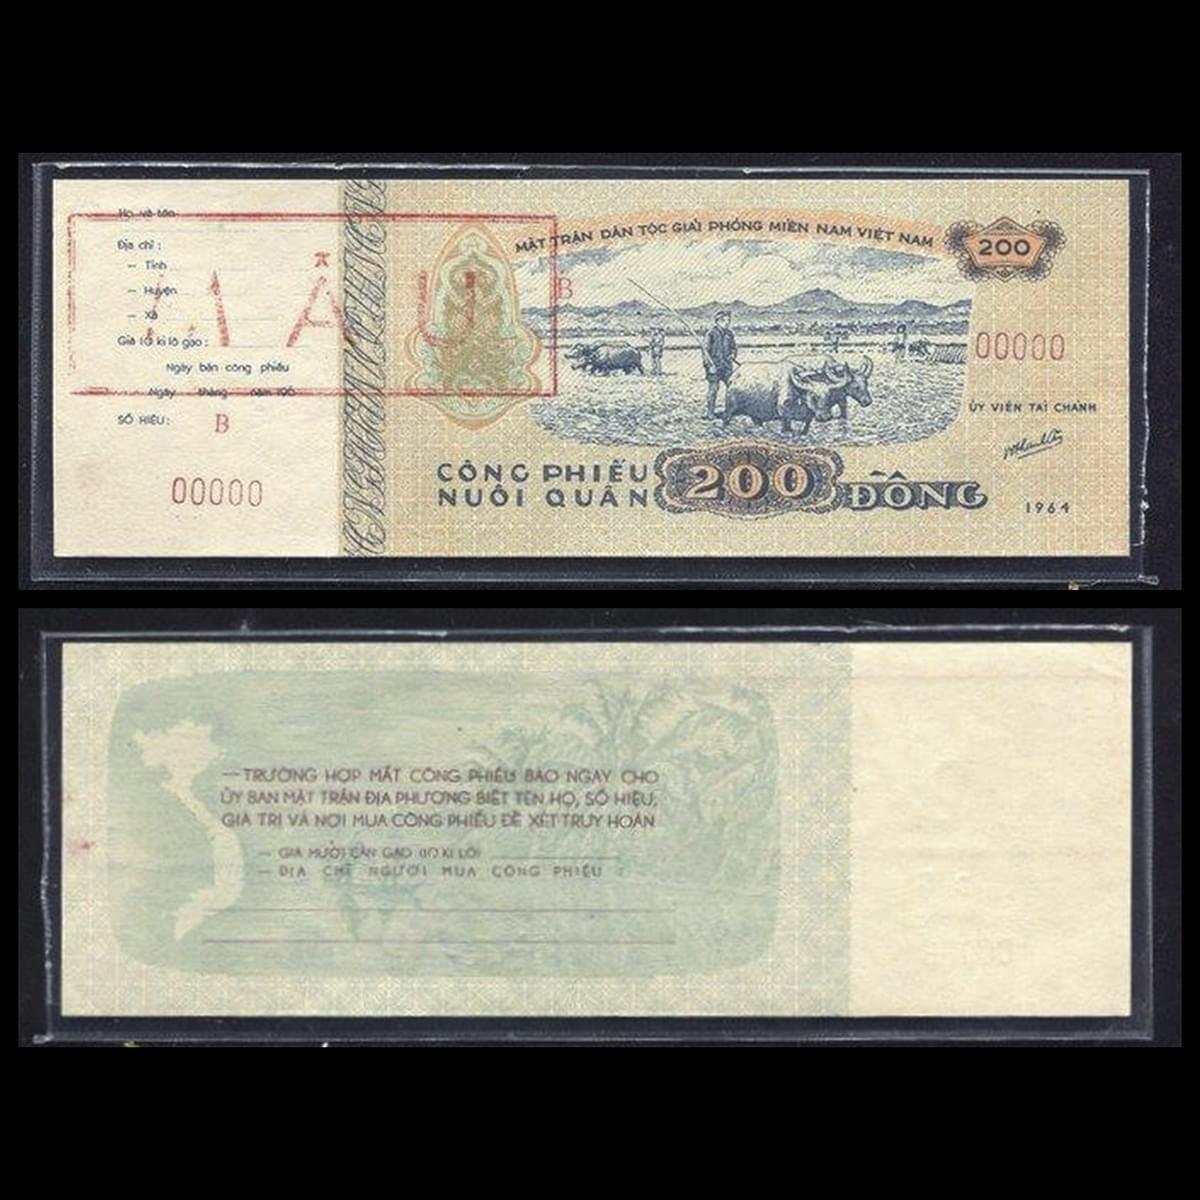 Họ và tên
Địa chỉ :
— Tỉnh
— Huyện
— Xã
Giá 10 ki lô gạo :
Ngày bán công phiếu
Ngày tháng năm 196
SỐ HIỆU : B
00000
MẪU
MẶT TRẬN DÂN TỘC GIẢI PHÓNG MIỀN NAM VIỆT NAM
200
B
00000
ỦY VIÊN TÀI CHÁNH
CÔNG PHIẾU
NUÔI QUÂN
200 ĐỒNG
1964
— TRƯỜNG HỢP MẤT CÔNG PHIẾU BÁO NGAY CHO
ỦY BAN MẶT TRẬN ĐỊA PHƯƠNG BIẾT TÊN HỌ, SỐ HIỆU,
GIÁ TRỊ VÀ NƠI MUA CÔNG PHIẾU ĐỂ XÉT TRUY HOÀN
— GIÁ MƯỜI CÂN GẠO (10 KI LÔ)
— ĐỊA CHỈ NGƯỜI MUA CÔNG PHIẾU :